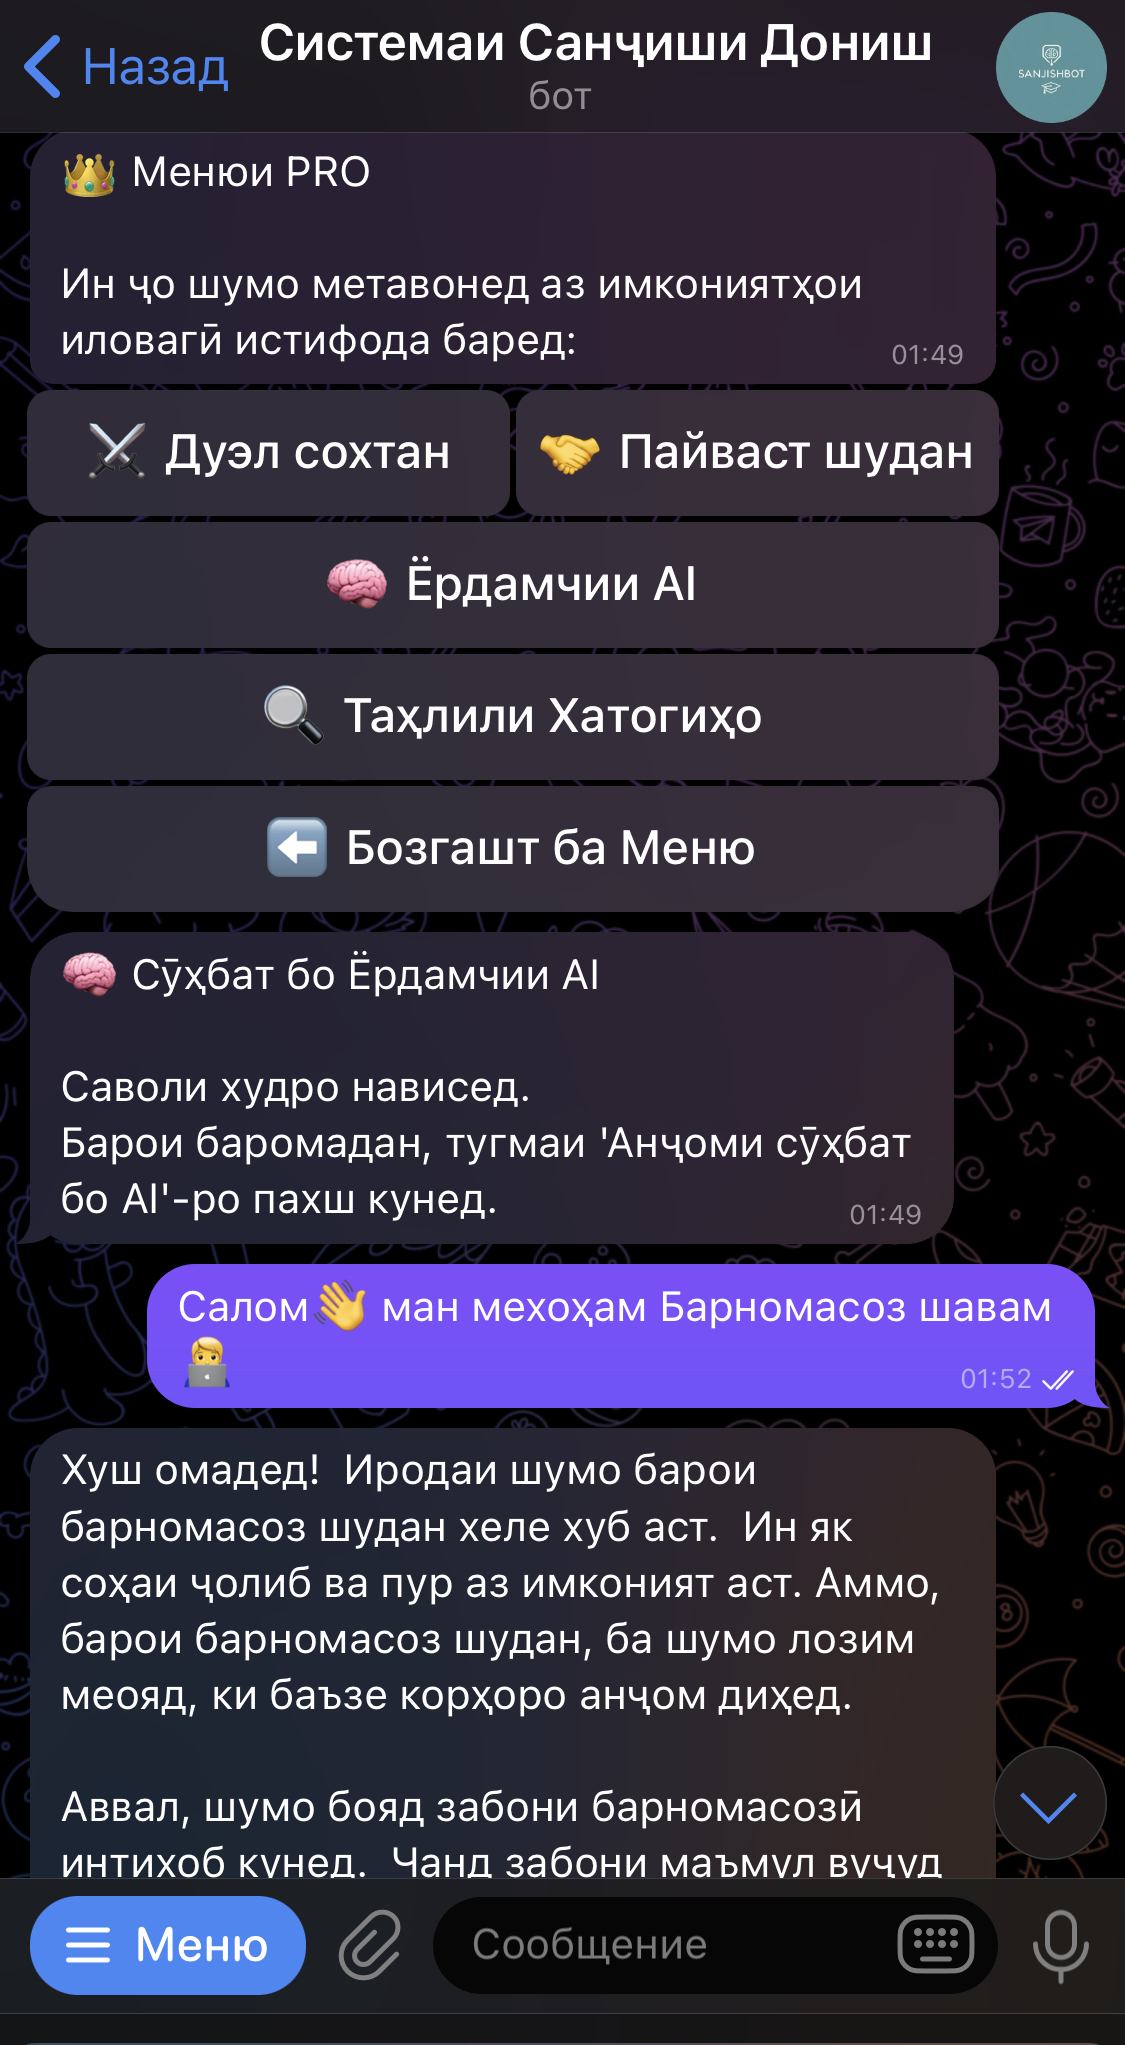 Назад
Системаи Санҷиши Дониш
бот
SANJISHBOT
👑 Менюи PRO
Ин ҷо шумо метавонед аз имкониятҳои
иловагӣ истифода баред:
01:49
⚔️ Дуэл сохтан
🤝 Пайваст шудан
🧠 Ёрдамчии AI
🔍 Таҳлили Хатогиҳо
⬅️ Бозгашт ба Меню
🧠 Сӯҳбат бо Ёрдамчии AI
Саволи худро нависед.
Барои баромадан, тугмаи 'Анҷоми сӯҳбат
бо AI'-ро пахш кунед.
01:49
Салом👋 ман мехоҳам Барномасоз шавам
👨‍💻
01:52
Хуш омадед!  Иродаи шумо барои
барномасоз шудан хеле хуб аст.  Ин як
соҳаи ҷолиб ва пур аз имконият аст. Аммо,
барои барномасоз шудан, ба шумо лозим
меояд, ки баъзе корҳоро анҷом диҳед.
Аввал, шумо бояд забони барномасозӣ
интихоб кунед.  Чанд забони маъмул вуҷуд
Меню
Сообщение